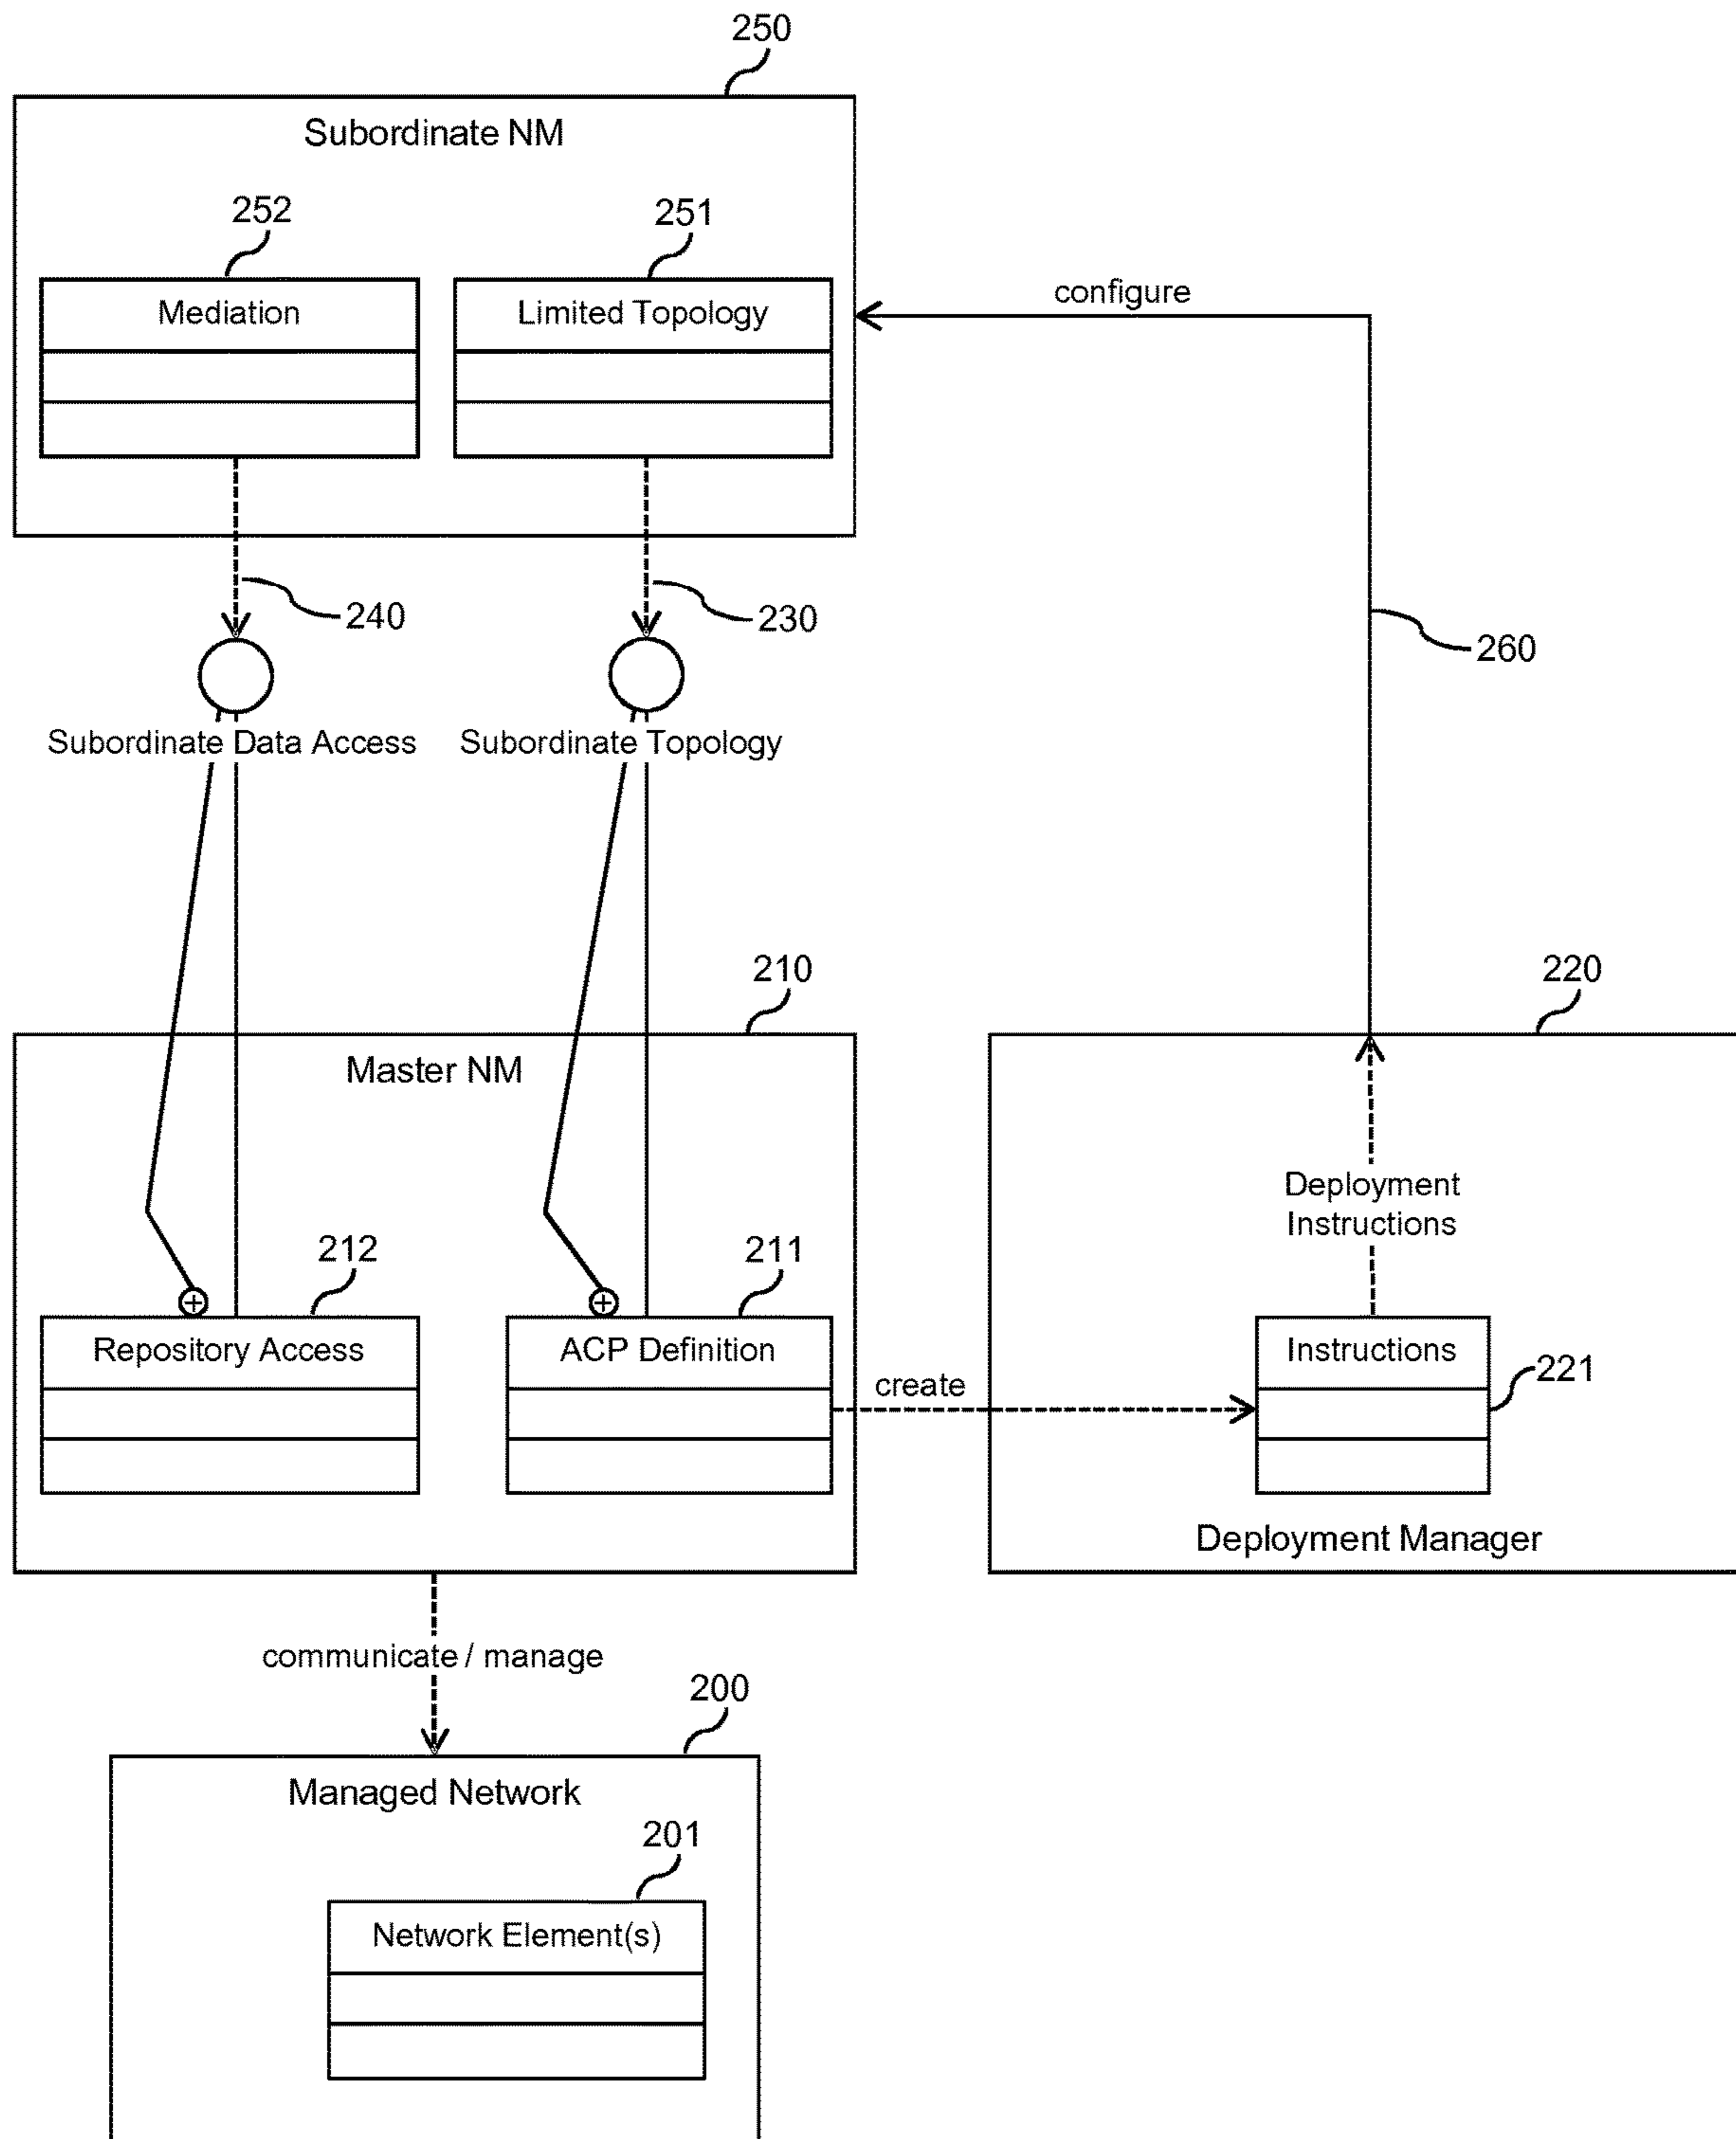 250
Subordinate NM
252
251
Mediation
Limited Topology
configure
240
230
260
Subordinate Data Access
Subordinate Topology
210
220
Master NM
Deployment
Instructions
212
211
Repository Access
ACP Definition
Instructions
221
create
Deployment Manager
communicate / manage
200
Managed Network
201
Network Element(s)